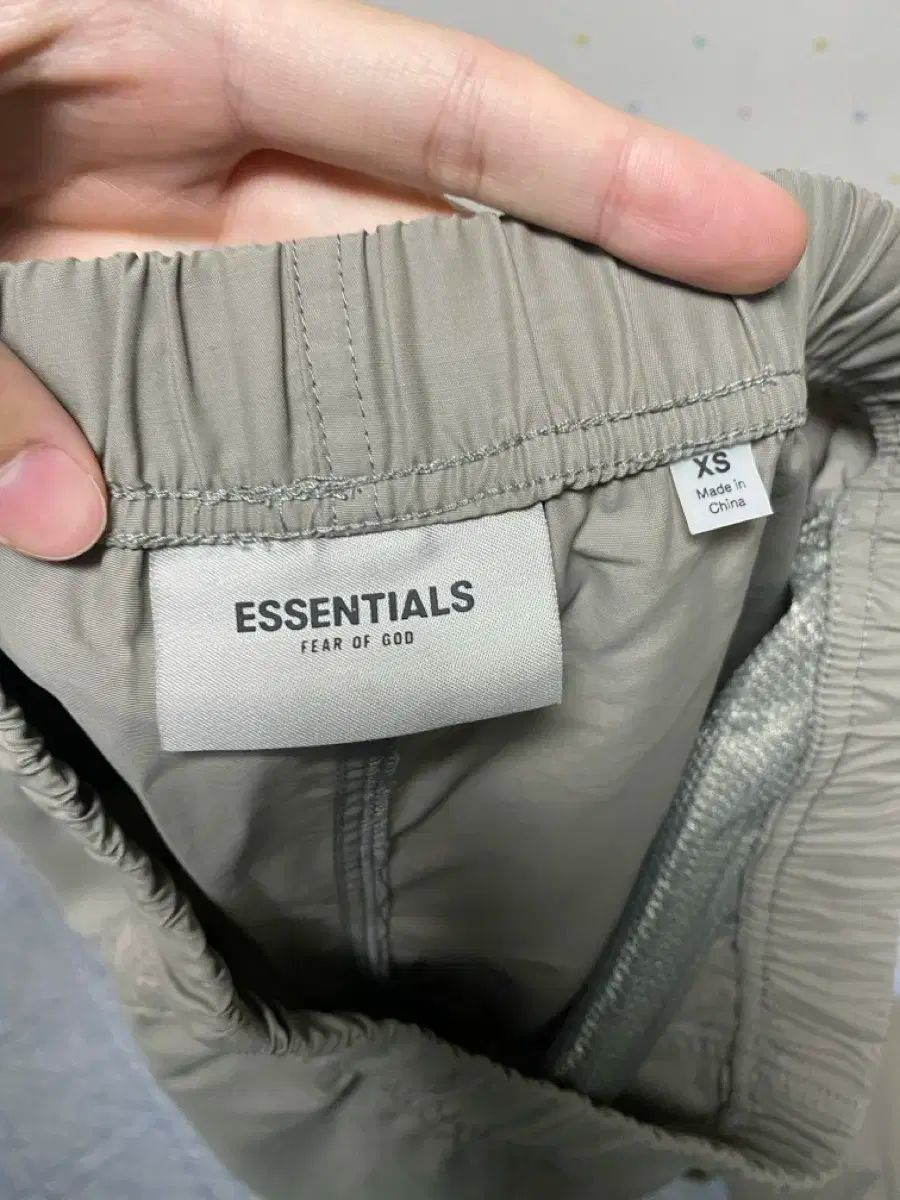 XS
Made in
China
ESSENTIALS
FEAR OF GOD